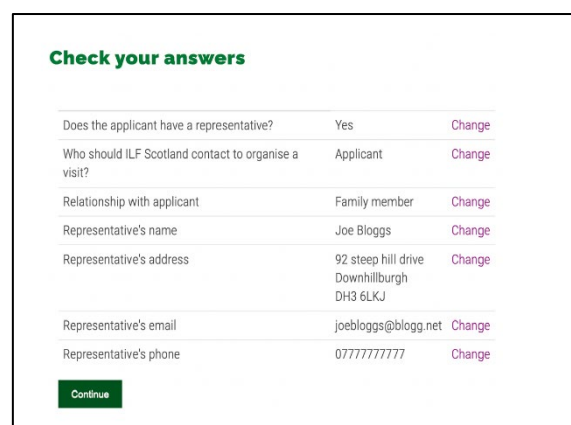 Check your answers
Does the applicant have a representative? Yes Change
Who should ILF Scotland contact to organise a Applicant Change
visit?
Relationship with applicant Family member Change
Representative's name Joe Bloggs Change
Representative's address 92 steep hill drive Change
Downhillburgh
DH3 6LKJ
Representative's email joebloggs@blogg.net Change
Representative's phone 07777777777 Change
Continue